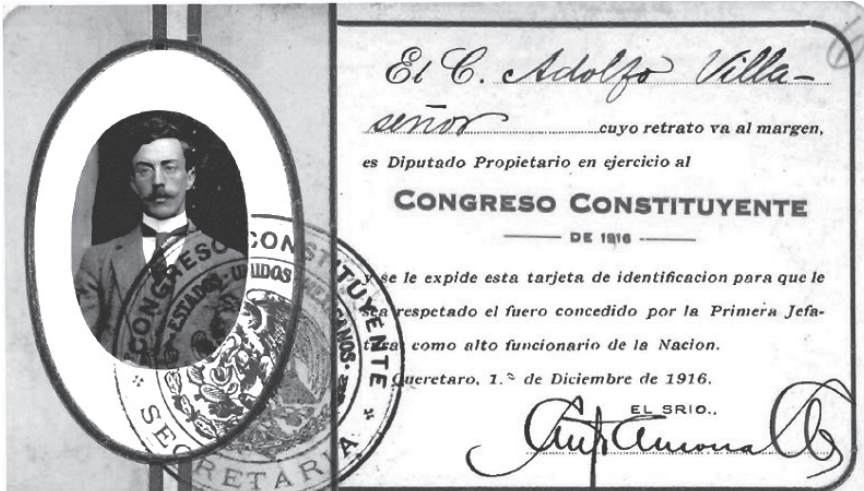 El C. Adolfo Villa-
señor cuyo retrato va al margen,
es Diputado Propietario en ejercicio al
CONGRESO CONSTITUYENTE
DE 1916
y se le expide esta tarjeta de identificacion para que le
sea respetado el fuero concedido por la Primera Jefa-
tura, como alto funcionario de la Nacion.
Queretaro, 1.º de Diciembre de 1916.
EL SRIO.,
CONGRESO CONSTITUYENTE
ESTADOS-UNIDOS MEXICANOS.
* SECRETARIA *